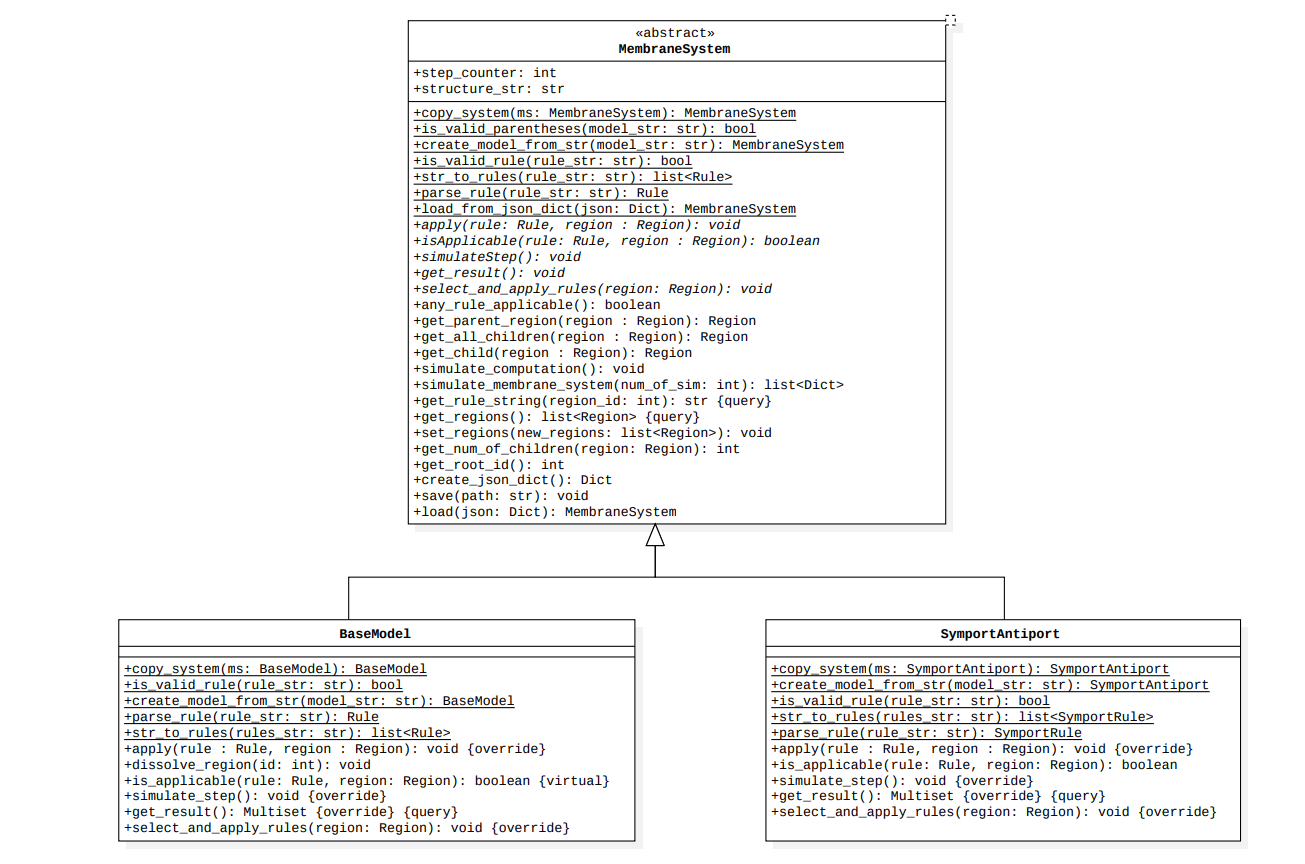 «abstract»
MembraneSystem
+step_counter: int
+structure_str: str
+copy_system(ms: MembraneSystem): MembraneSystem
+is_valid_parentheses(model_str: str): bool
+create_model_from_str(model_str: str): MembraneSystem
+is_valid_rule(rule_str: str): bool
+str_to_rules(rule_str: str): list<Rule>
+parse_rule(rule_str: str): Rule
+load_from_json_dict(json: Dict): MembraneSystem
+apply(rule: Rule, region : Region): void
+isApplicable(rule: Rule, region : Region): boolean
+simulateStep(): void
+get_result(): void
+select_and_apply_rules(region: Region): void
+any_rule_applicable(): boolean
+get_parent_region(region : Region): Region
+get_all_children(region : Region): Region
+get_child(region : Region): Region
+simulate_computation(): void
+simulate_membrane_system(num_of_sim: int): list<Dict>
+get_rule_string(region_id: int): str {query}
+get_regions(): list<Region> {query}
+set_regions(new_regions: list<Region>): void
+get_num_of_children(region: Region): int
+get_root_id(): int
+create_json_dict(): Dict
+save(path: str): void
+load(json: Dict): MembraneSystem
BaseModel
+copy_system(ms: BaseModel): BaseModel
+is_valid_rule(rule_str: str): bool
+create_model_from_str(model_str: str): BaseModel
+parse_rule(rule_str: str): Rule
+str_to_rules(rules_str: str): list<Rule>
+apply(rule : Rule, region : Region): void {override}
+dissolve_region(id: int): void
+is_applicable(rule: Rule, region: Region): boolean {virtual}
+simulate_step(): void {override}
+get_result(): Multiset {override} {query}
+select_and_apply_rules(region: Region): void {override}
SymportAntiport
+copy_system(ms: SymportAntiport): SymportAntiport
+create_model_from_str(model_str: str): SymportAntiport
+is_valid_rule(rule_str: str): bool
+str_to_rules(rules_str: str): list<SymportRule>
+parse_rule(rule_str: str): SymportRule
+apply(rule : Rule, region : Region): void {override}
+is_applicable(rule: Rule, region: Region): boolean
+simulate_step(): void {override}
+get_result(): Multiset {override} {query}
+select_and_apply_rules(region: Region): void {override}